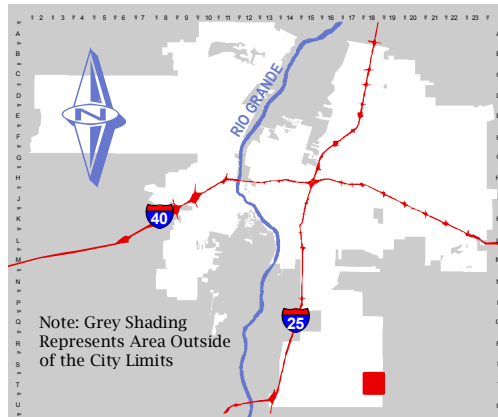 2 3 4 5 6 7 8 9 10 11 12 13 14 15 16 17 18 19 20 21 22 23
A
B
C
D
E
F
G
H
J
K
L
M
N
P
Q
R
S
T
U
N
RIO GRANDE
40
25
Note: Grey Shading
Represents Area Outside
of the City Limits